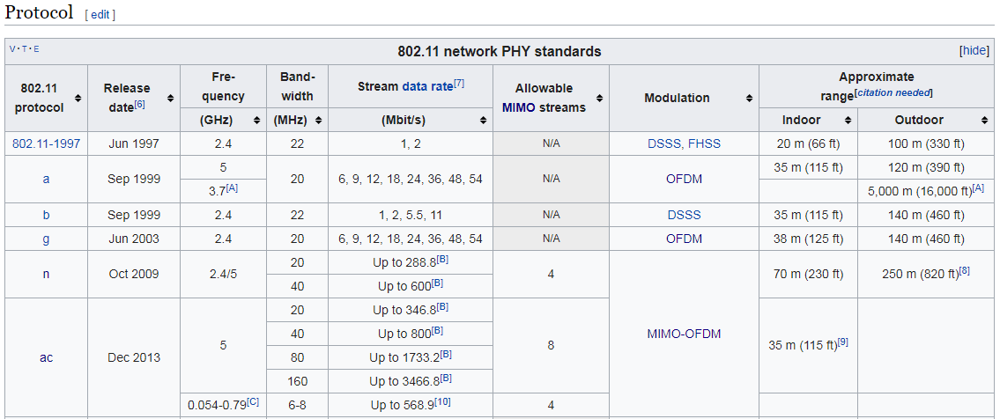 Protocol [ edit ]
V · T · E 802.11 network PHY standards [hide]
802.11 protocol Release date[6] Fre-quency Band-width Stream data rate[7] Allowable MIMO streams Modulation Approximate range[citation needed]
(GHz) (MHz) (Mbit/s) Indoor Outdoor
802.11-1997 Jun 1997 2.4 22 1, 2 N/A DSSS, FHSS 20 m (66 ft) 100 m (330 ft)
a Sep 1999 5 20 6, 9, 12, 18, 24, 36, 48, 54 N/A OFDM 35 m (115 ft) 120 m (390 ft)
3.7[A] 5,000 m (16,000 ft)[A]
b Sep 1999 2.4 22 1, 2, 5.5, 11 N/A DSSS 35 m (115 ft) 140 m (460 ft)
g Jun 2003 2.4 20 6, 9, 12, 18, 24, 36, 48, 54 N/A OFDM 38 m (125 ft) 140 m (460 ft)
n Oct 2009 2.4/5 20 Up to 288.8[B] 4 MIMO-OFDM 70 m (230 ft) 250 m (820 ft)[8]
40 Up to 600[B]
ac Dec 2013 5 20 Up to 346.8[B] 8 35 m (115 ft)[9]
40 Up to 800[B]
80 Up to 1733.2[B]
160 Up to 3466.8[B]
0.054-0.79[C] 6-8 Up to 568.9[10] 4